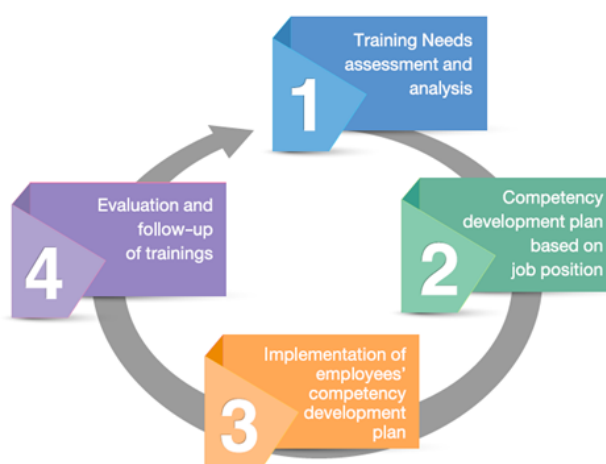 1
Training Needs
assessment and
analysis
2
Competency
development plan
based on
job position
3
Implementation of
employees'
competency
development
plan
4
Evaluation and
follow-up
of trainings